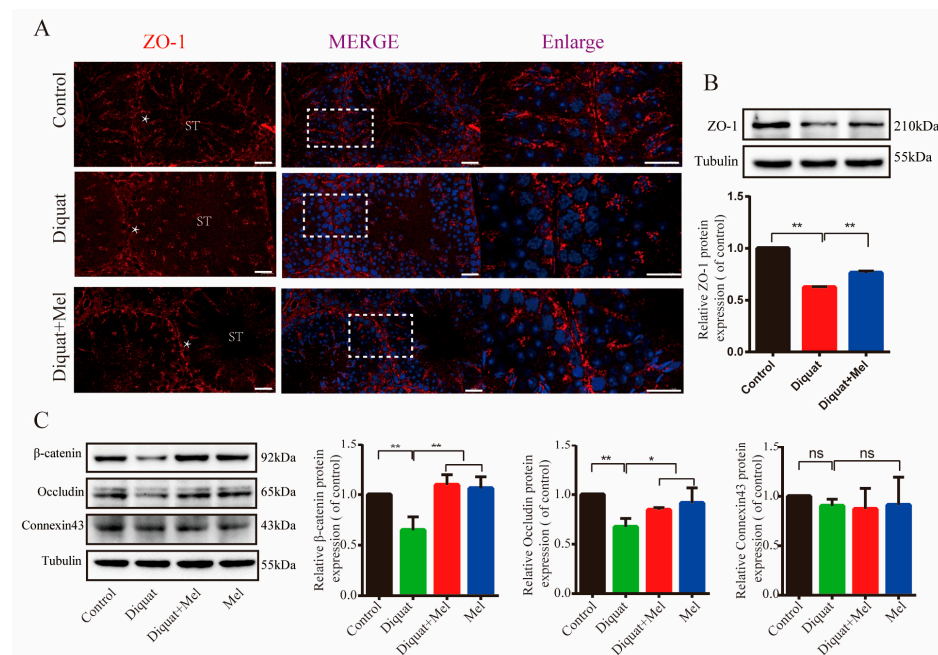 A
ZO-1
MERGE
Enlarge
Control
ST
Diquat
ST
Diquat+Mel
ST
B
ZO-1
210kDa
Tubulin
55kDa
Relative ZO-1 protein
expression ( of control)
1.5
1.0
0.5
0.0
**
**
Control
Diquat
Diquat+Mel
C
β-catenin
92kDa
Occludin
65kDa
Connexin43
43kDa
Tubulin
55kDa
Control
Diquat
Diquat+Mel
Mel
Relative β-catenin protein
expression ( of control)
1.5
1.0
0.5
0.0
**
**
Control
Diquat
Diquat+Mel
Mel
Relative Occludin protein
expression ( of control)
1.5
1.0
0.5
0.0
**
*
Control
Diquat
Diquat+Mel
Mel
Relative Connexin43 protein
expression ( of control)
1.5
1.0
0.5
0.0
ns
ns
Control
Diquat
Diquat+Mel
Mel